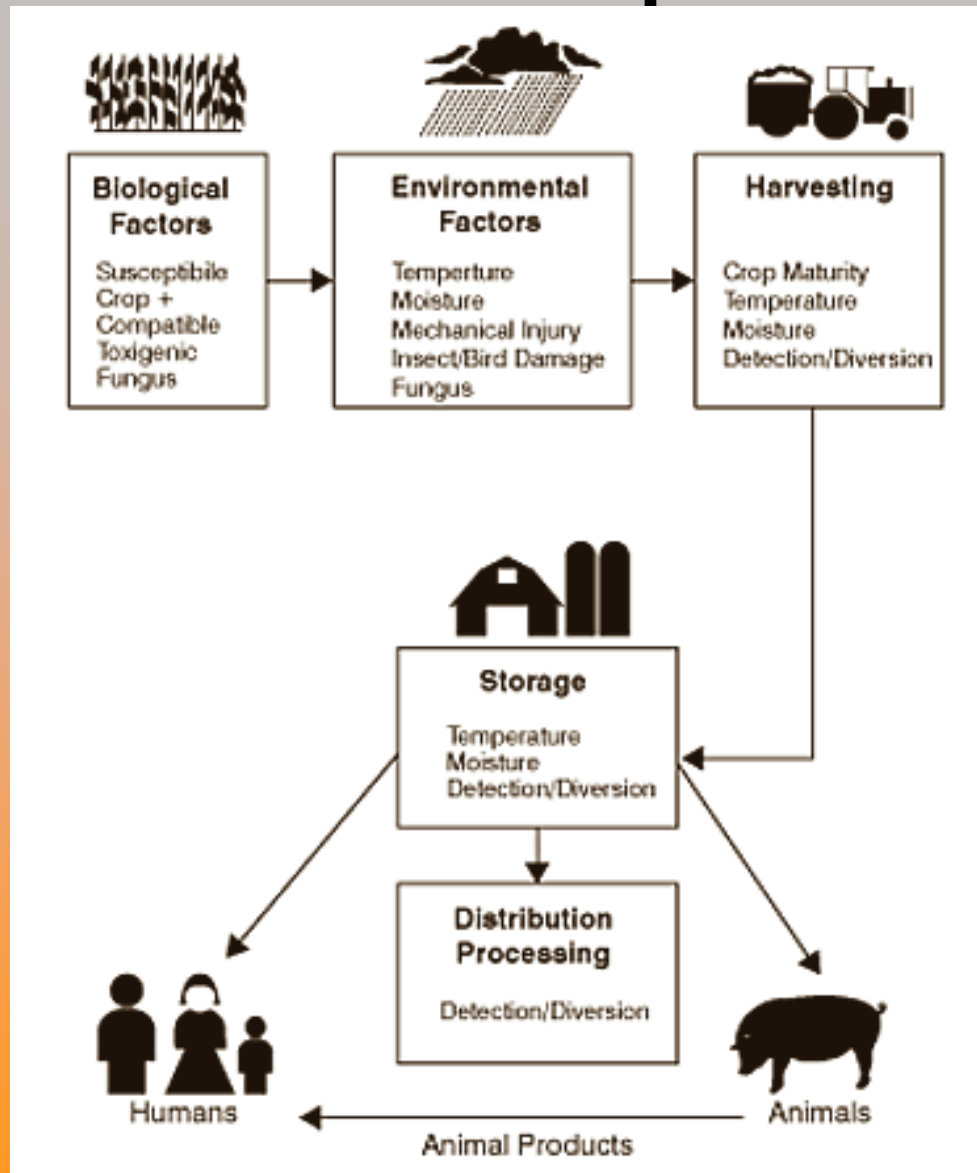 Biological
Factors
Susceptibile
Crop +
Compatible
Toxigenic
Fungus
Environmental
Factors
Temperture
Moisture
Mechanical Injury
Insect/Bird Damage
Fungus
Harvesting
Crop Maturity
Temperature
Moisture
Detection/Diversion
Storage
Temperature
Moisture
Detection/Diversion
Distribution
Processing
Detection/Diversion
Humans
Animals
Animal Products